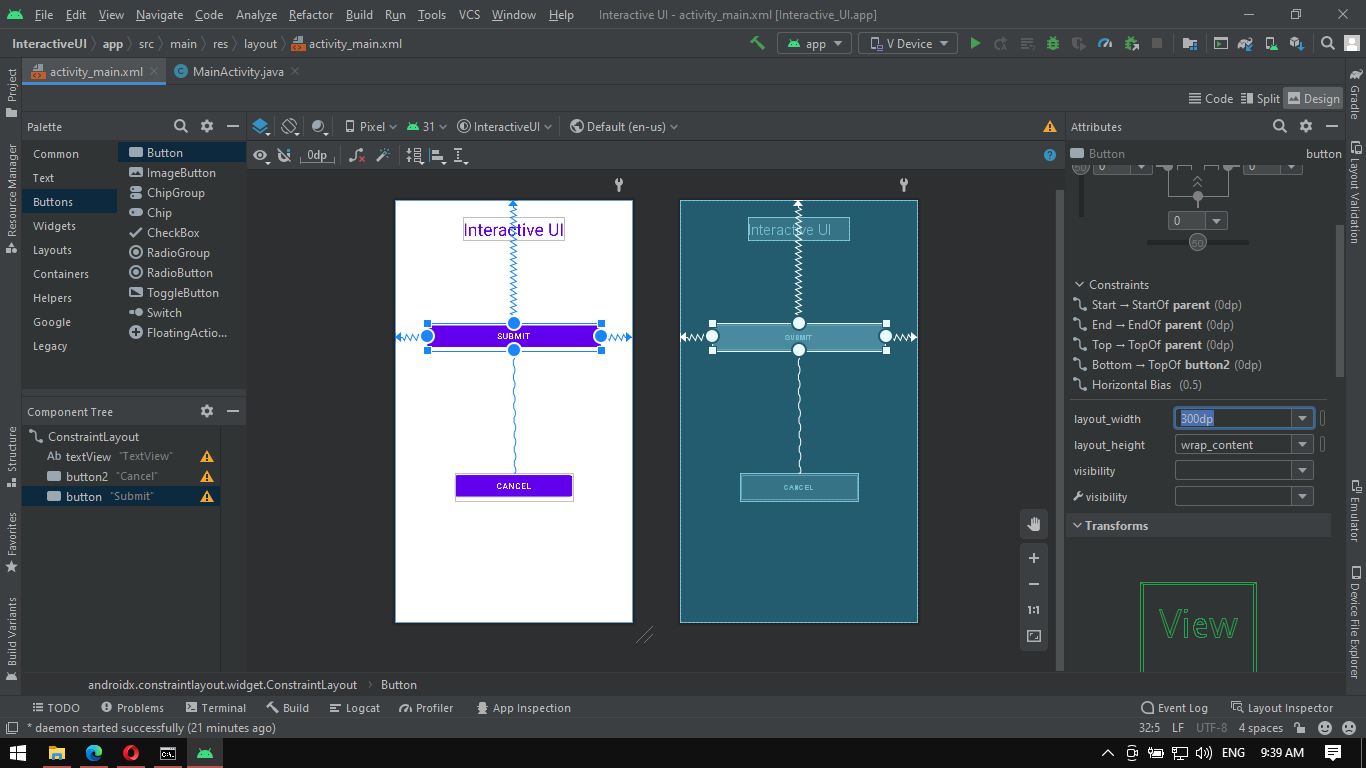 File Edit View Navigate Code Analyze Refactor Build Run Tools VCS Window Help Interactive UI - activity_main.xml [Interactive_UI.app]
InteractiveUI app src main res layout activity_main.xml app V Device
activity_main.xml MainActivity.java
Code Split Design
Palette
Common
Text
Buttons
Widgets
Layouts
Containers
Helpers
Google
Legacy
Button
ImageButton
ChipGroup
Chip
CheckBox
RadioGroup
RadioButton
ToggleButton
Switch
FloatingActio...
Component Tree
ConstraintLayout
Ab textView "TextView"
button2 "Cancel"
button "Submit"
Pixel 31 InteractiveUI Default (en-us)
0dp
Interactive UI
SUBMIT
CANCEL
Interactive UI
SUBMIT
CANCEL
1:1
Attributes
Button button
0 0
50
0
50
Constraints
Start → StartOf parent (0dp)
End → EndOf parent (0dp)
Top → TopOf parent (0dp)
Bottom → TopOf button2 (0dp)
Horizontal Bias (0.5)
layout_width 300dp
layout_height wrap_content
visibility
visibility
Transforms
View
Project
Resource Manager
Structure
Favorites
Build Variants
Gradle
Layout Validation
Emulator
Device File Explorer
androidx.constraintlayout.widget.ConstraintLayout Button
TODO Problems Terminal Build Logcat Profiler App Inspection Event Log Layout Inspector
* daemon started successfully (21 minutes ago) 32:5 LF UTF-8 4 spaces
ENG 9:39 AM